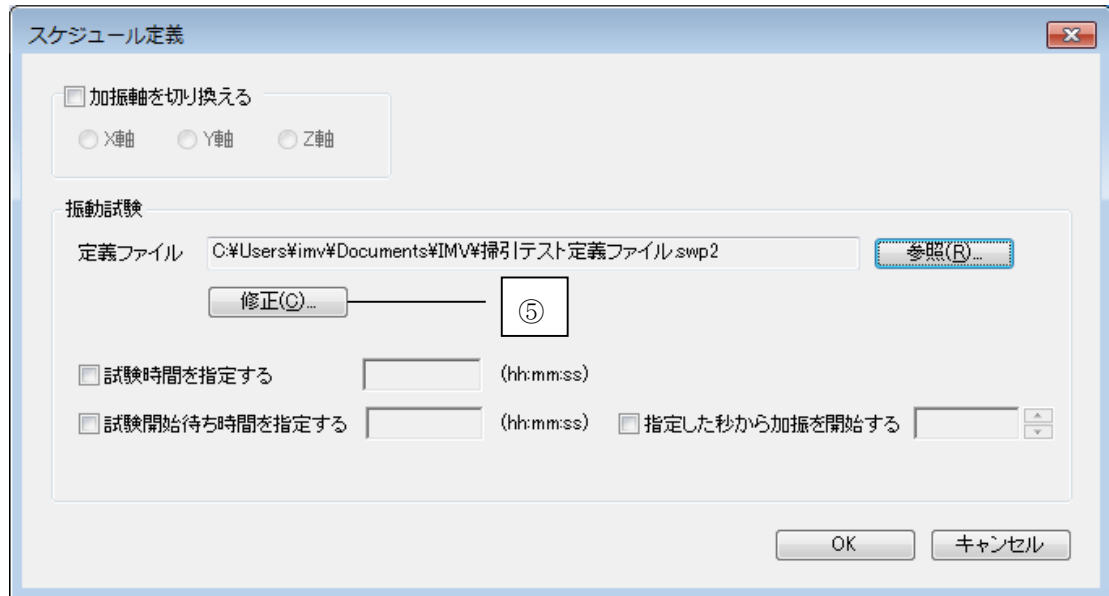 スケジュール定義
加振軸を切り換える
X軸 Y軸 Z軸
振動試験
定義ファイル C:¥Users¥imv¥Documents¥IMV¥掃引テスト定義ファイル.swp2 参照(R)...
修正(C)... ⑤
試験時間を指定する (hh:mm:ss)
試験開始待ち時間を指定する (hh:mm:ss) 指定した秒から加振を開始する
OK キャンセル